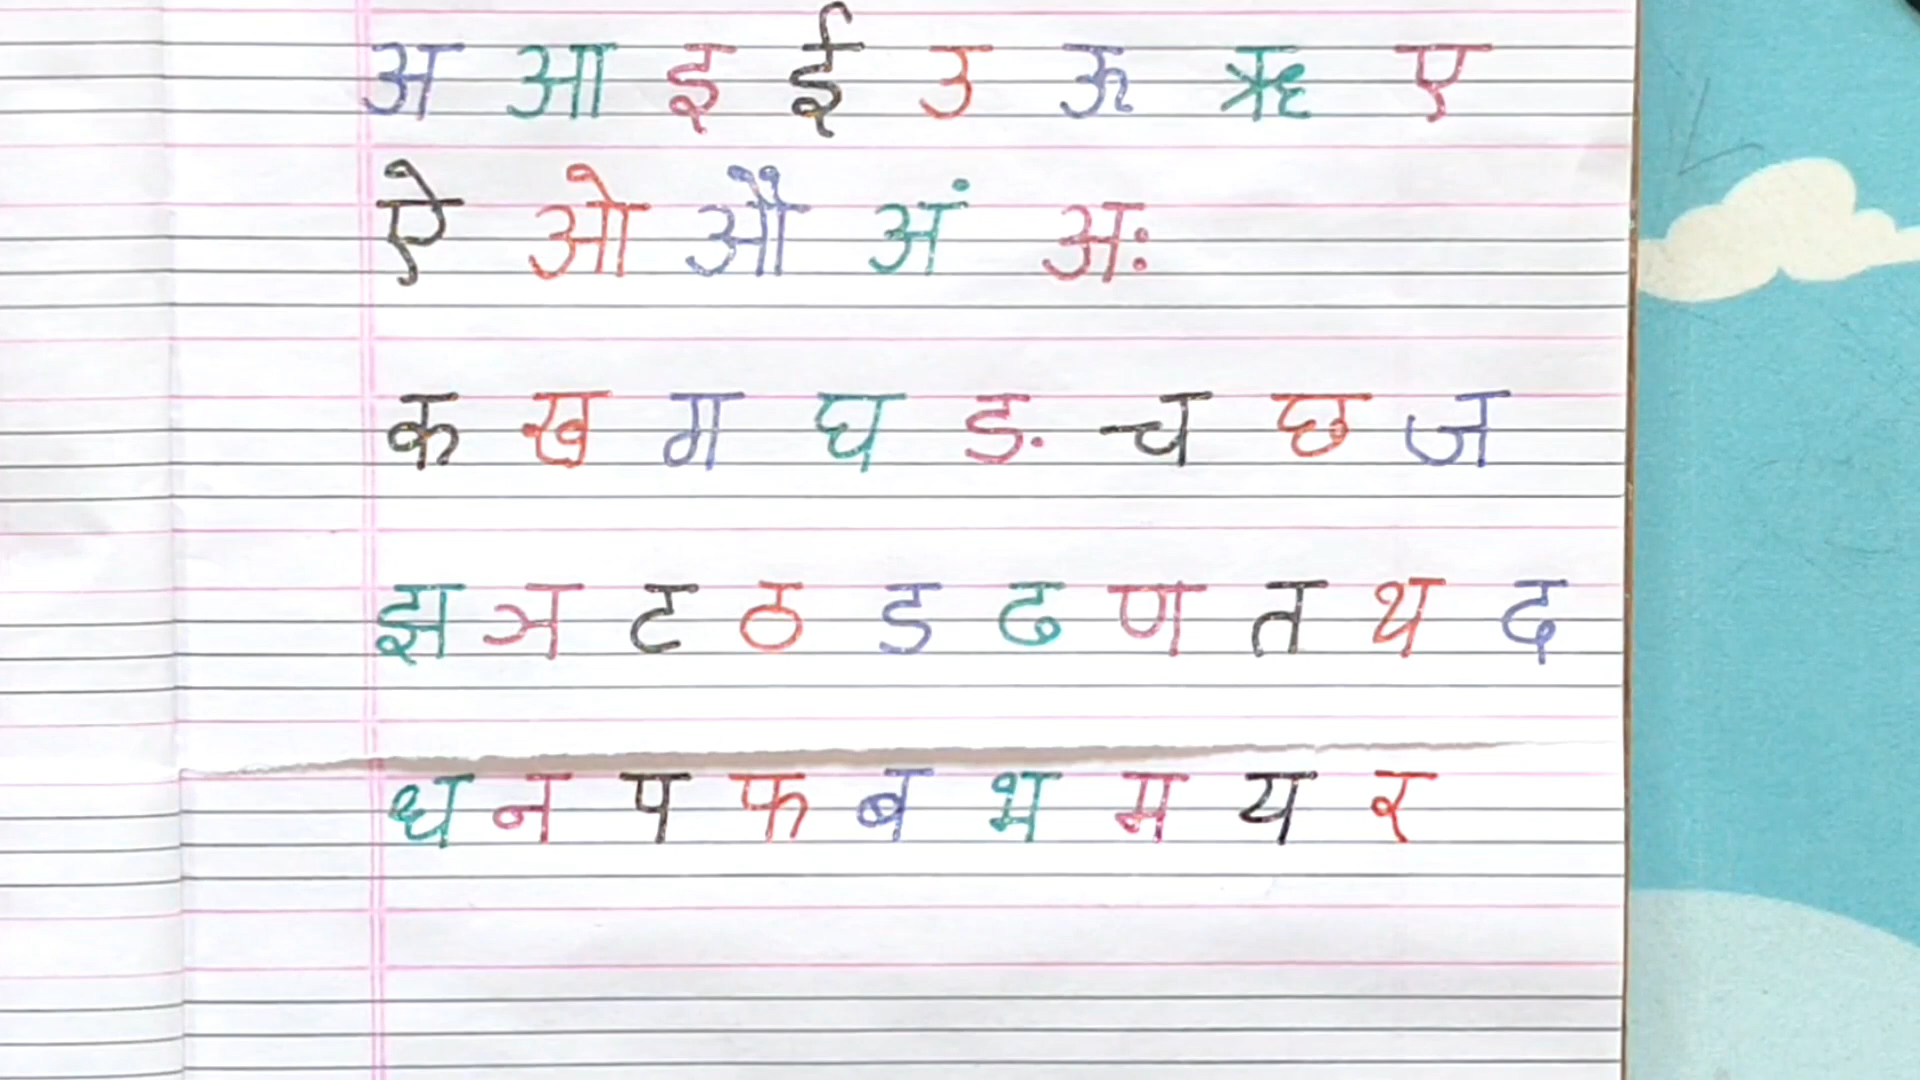 अ आ इ ई उ ऊ ऋ ए
ऐ ओ औ अं अः
क ख ग घ ङ च छ ज
झ ञ ट ठ ड ढ ण त थ द
ध न प फ ब भ म य र